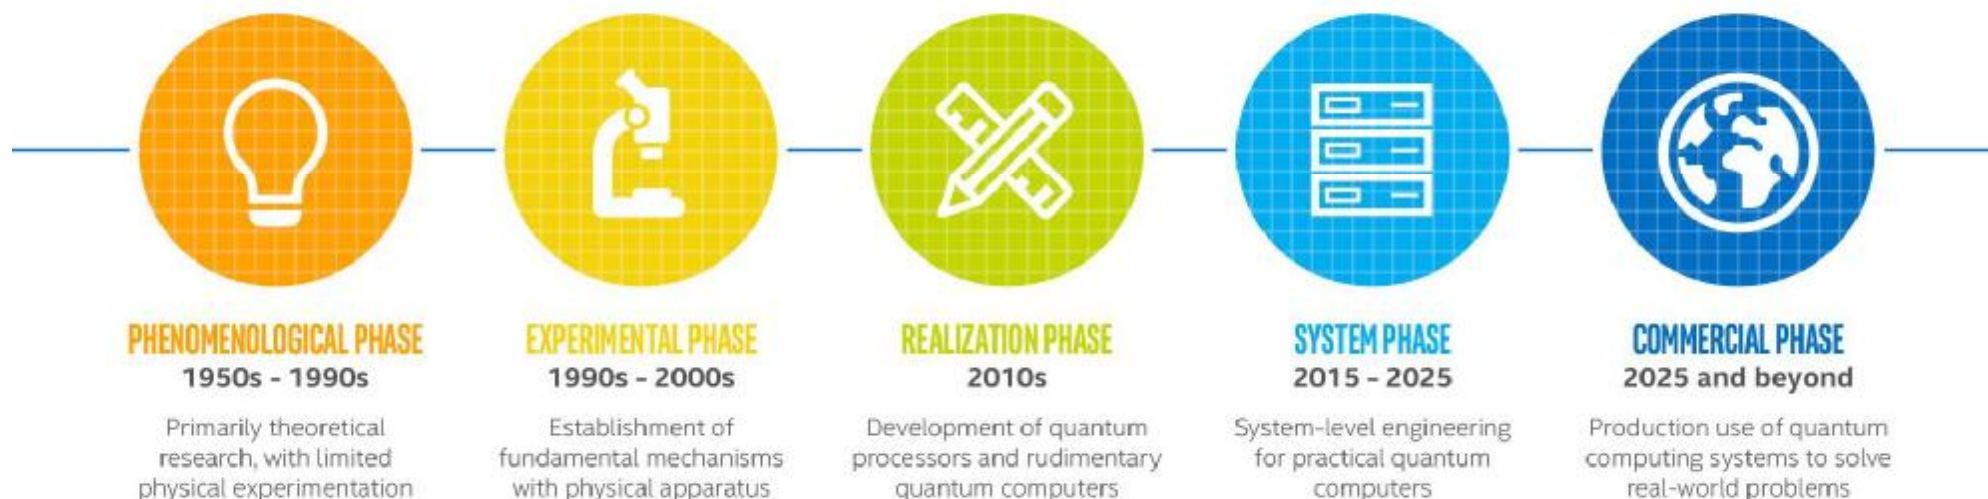 PHENOMENOLOGICAL PHASE
1950s - 1990s
Primarily theoretical
research, with limited
physical experimentation
EXPERIMENTAL PHASE
1990s - 2000s
Establishment of
fundamental mechanisms
with physical apparatus
REALIZATION PHASE
2010s
Development of quantum
processors and rudimentary
quantum computers
SYSTEM PHASE
2015 - 2025
System-level engineering
for practical quantum
computers
COMMERCIAL PHASE
2025 and beyond
Production use of quantum
computing systems to solve
real-world problems